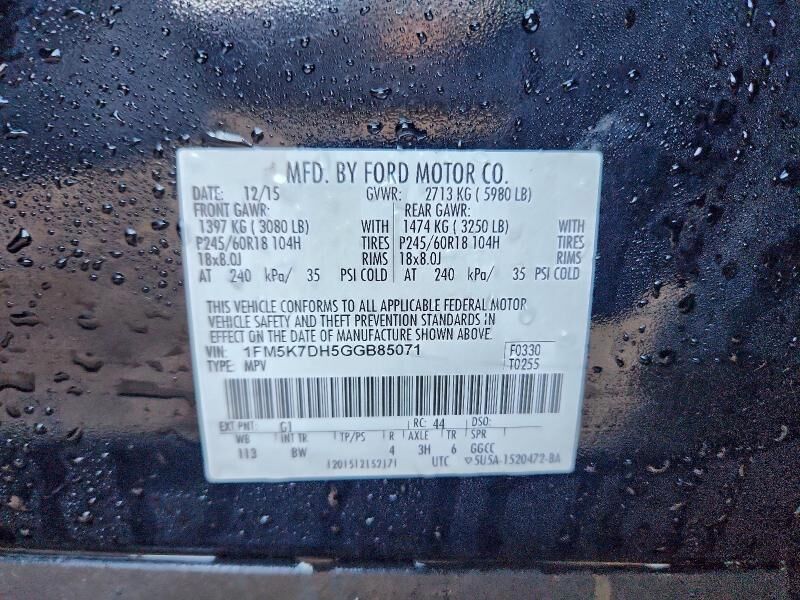 MFD. BY FORD MOTOR CO.
DATE: 12/15 GVWR: 2713 KG ( 5980 LB)
FRONT GAWR: REAR GAWR:
1397 KG ( 3080 LB) WITH 1474 KG ( 3250 LB) WITH
P245/60R18 104H TIRES P245/60R18 104H TIRES
18x8.0J RIMS 18x8.0J RIMS
AT 240 kPa/ 35 PSI COLD AT 240 kPa/ 35 PSI COLD
THIS VEHICLE CONFORMS TO ALL APPLICABLE FEDERAL MOTOR
VEHICLE SAFETY AND THEFT PREVENTION STANDARDS IN
EFFECT ON THE DATE OF MANUFACTURE SHOWN ABOVE.
VIN: 1FM5K7DH5GGB85071 F0330
TYPE: MPV T0255
EXT PNT: G1 RC: 44 DSO:
WB INT TR TP/PS R AXLE TR SPR
113 BW 4 3H 6 GGCC
1201512152171 UTC ▽5U5A-1520472-BA